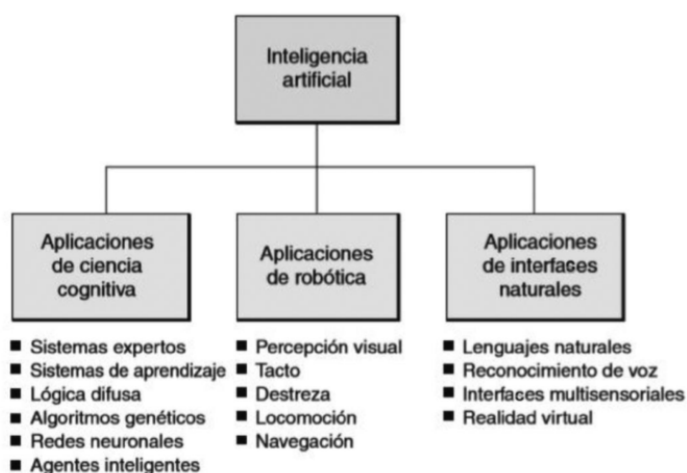 Inteligencia
artificial
Aplicaciones
de ciencia
cognitiva
■ Sistemas expertos
■ Sistemas de aprendizaje
■ Lógica difusa
■ Algoritmos genéticos
■ Redes neuronales
■ Agentes inteligentes
Aplicaciones
de robótica
■ Percepción visual
■ Tacto
■ Destreza
■ Locomoción
■ Navegación
Aplicaciones
de interfaces
naturales
■ Lenguajes naturales
■ Reconocimiento de voz
■ Interfaces multisensoriales
■ Realidad virtual